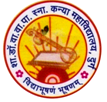 शा.डॉ.वा.वा.पा. स्ना. कन्या महाविद्यालय, दुर्ग
विद्याभूषणं भूषणम्